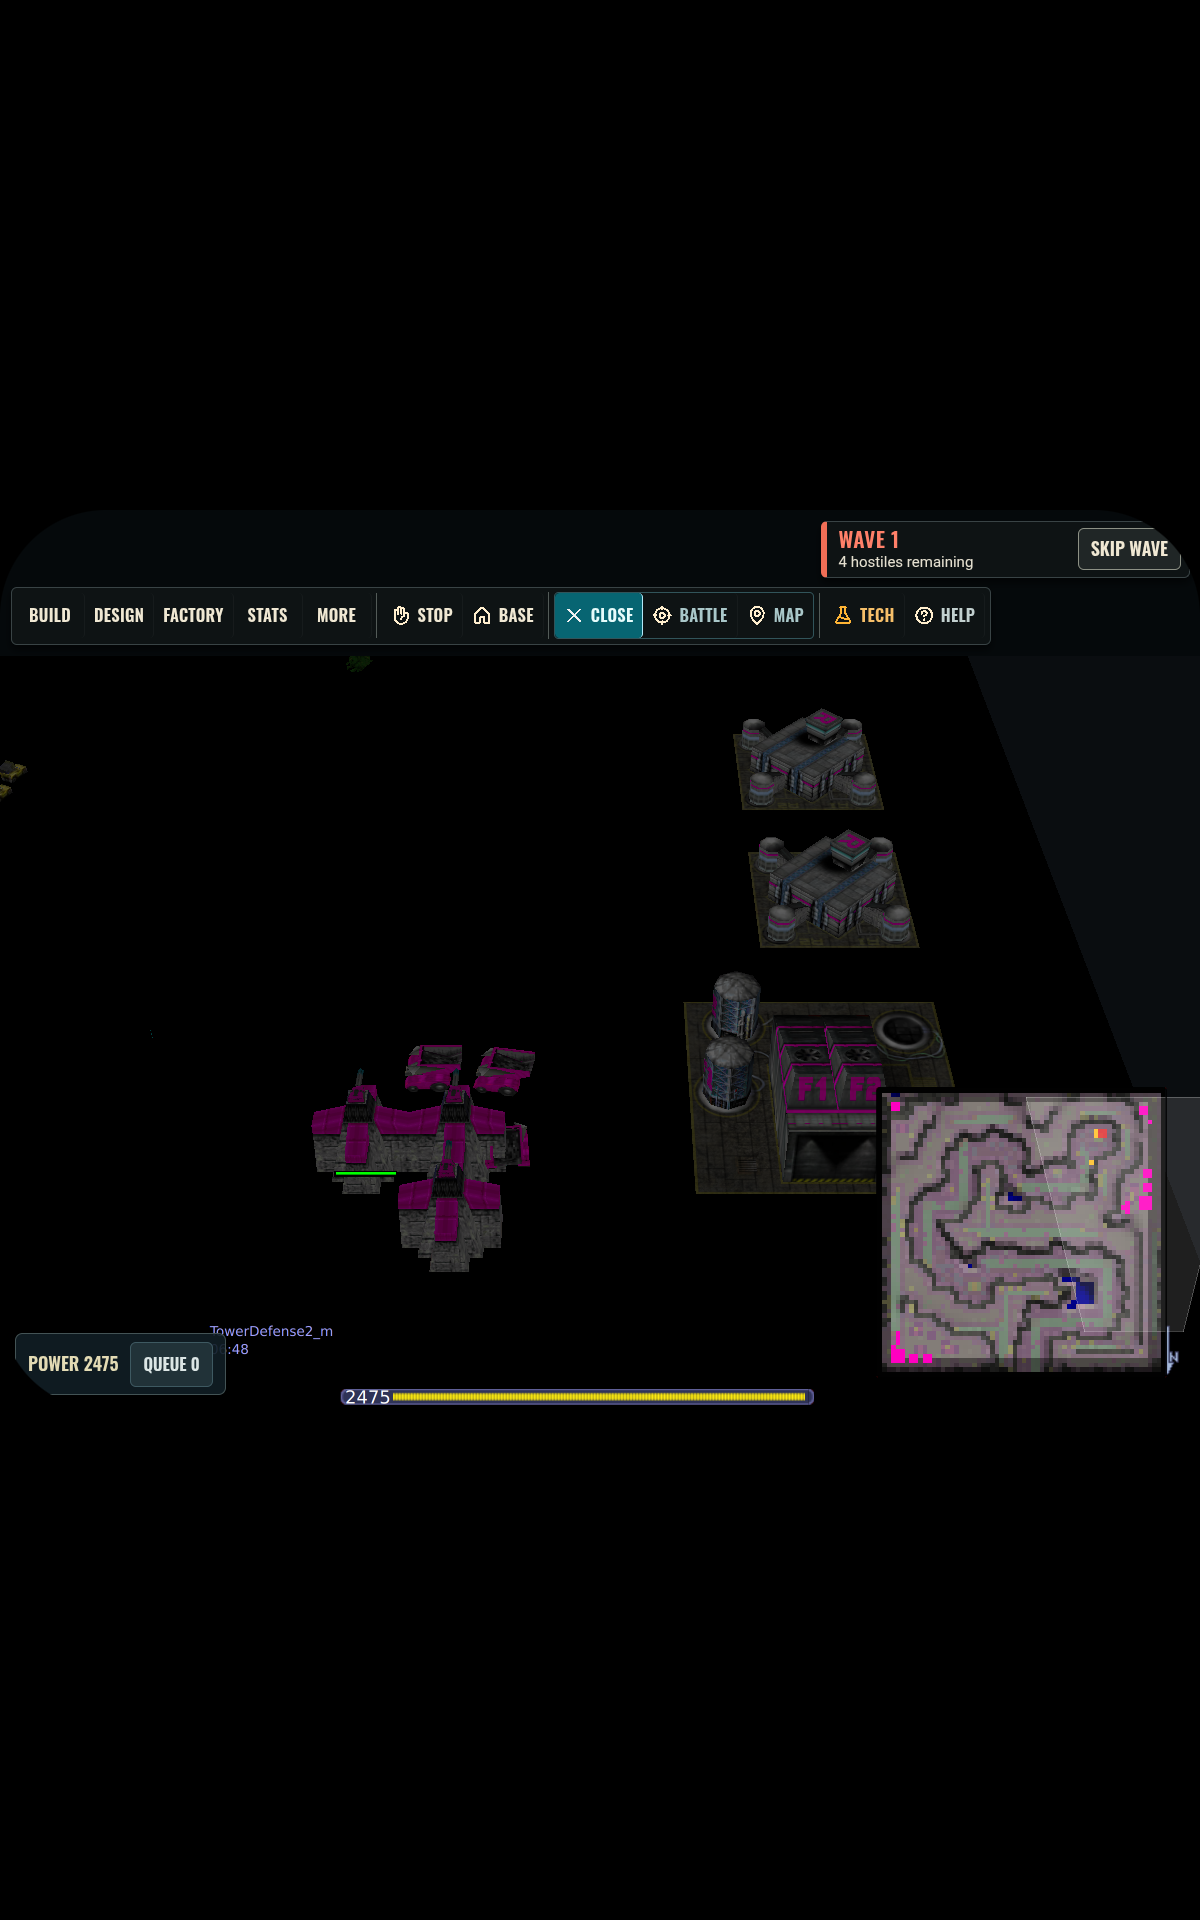 WAVE 1
4 hostiles remaining
SKIP WAVE
BUILD DESIGN FACTORY STATS MORE STOP BASE CLOSE BATTLE MAP TECH HELP
F1
TowerDefense2_m
:48
POWER 2475 QUEUE 0
2475
N